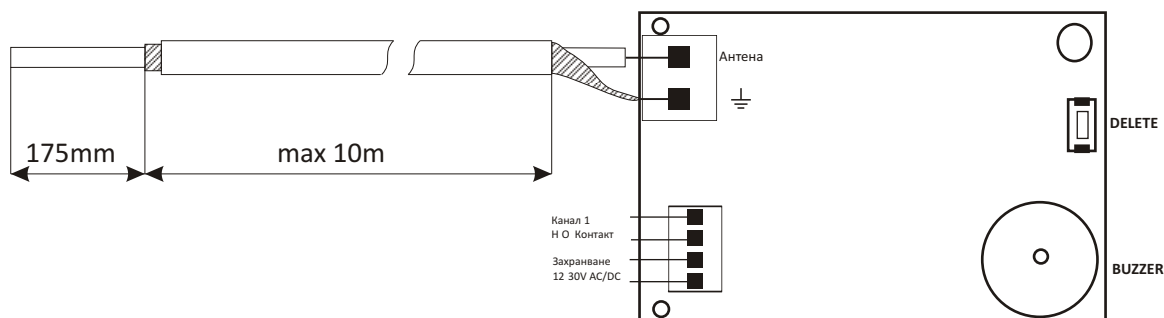 Антена
DELETE
175mm
max 10m
Канал 1
Н О Контакт
Захранване
12 30V AC/DC
BUZZER